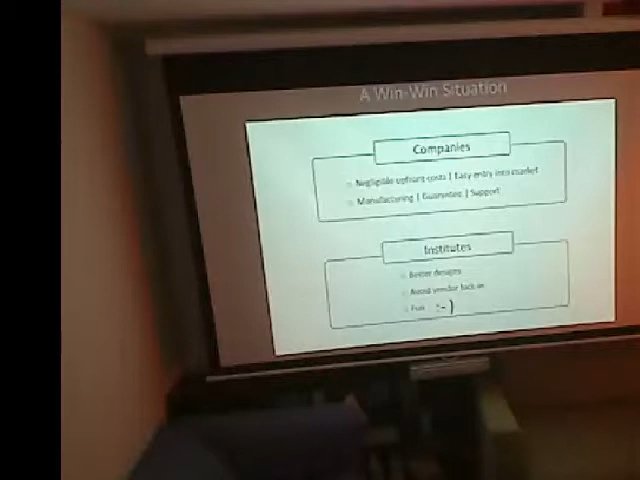 A Win-Win Situation
Companies
Negligible upfront costs | Easy entry into market
Manufacturing | Guarantee | Support
Institutes
Better designs
Avoid vendor lock in
Fun :-)